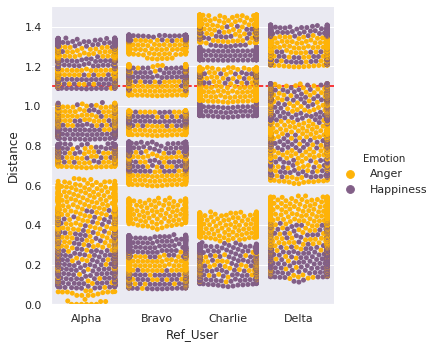 1.4
1.2
1.0
0.8
0.6
0.4
0.2
0.0
Distance
Alpha Bravo Charlie Delta
Ref_User
Emotion
Anger
Happiness